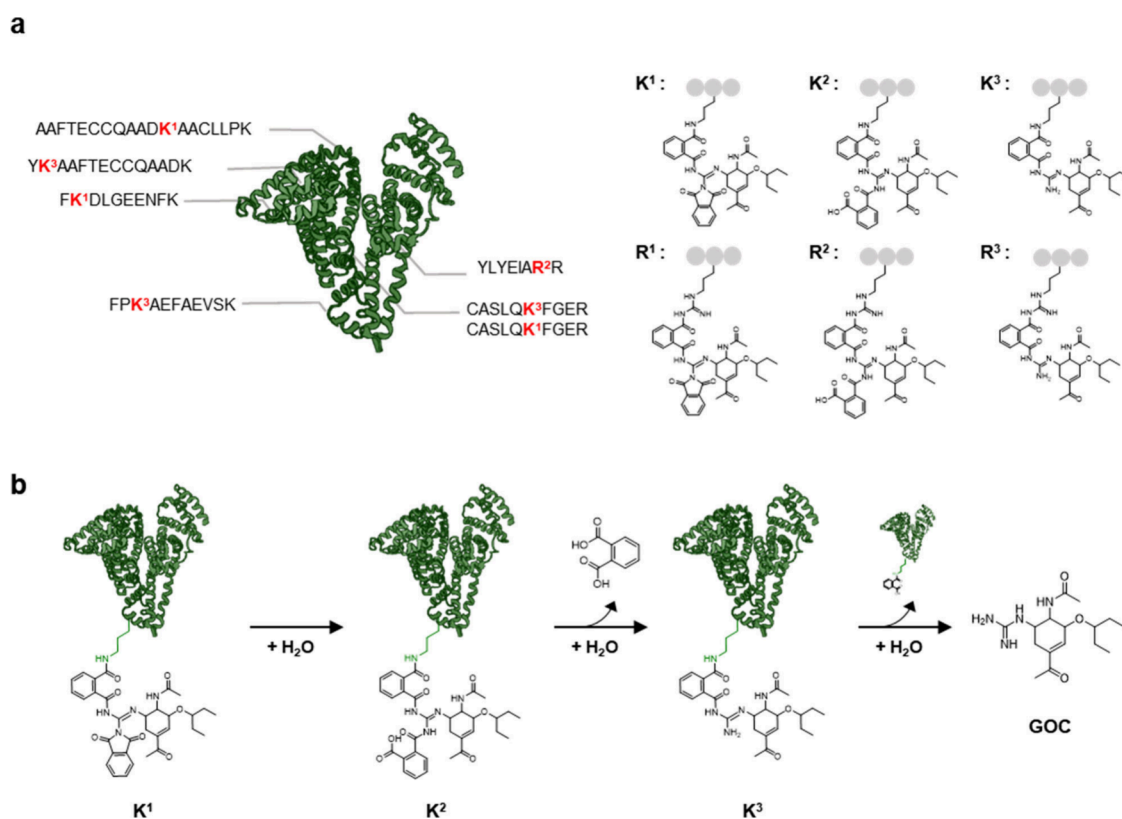 a
AAFTECCQAADK¹AACLLPK
YK³AAFTECCQAADK
FK¹DLGEENFK
FPK³AEFAEVSK
YLYEIAR²R
CASLQK³FGER
CASLQK¹FGER
K¹ :
K² :
K³ :
R¹ :
R² :
R³ :
b
+ H₂O
+ H₂O
+ H₂O
K¹
K²
K³
GOC